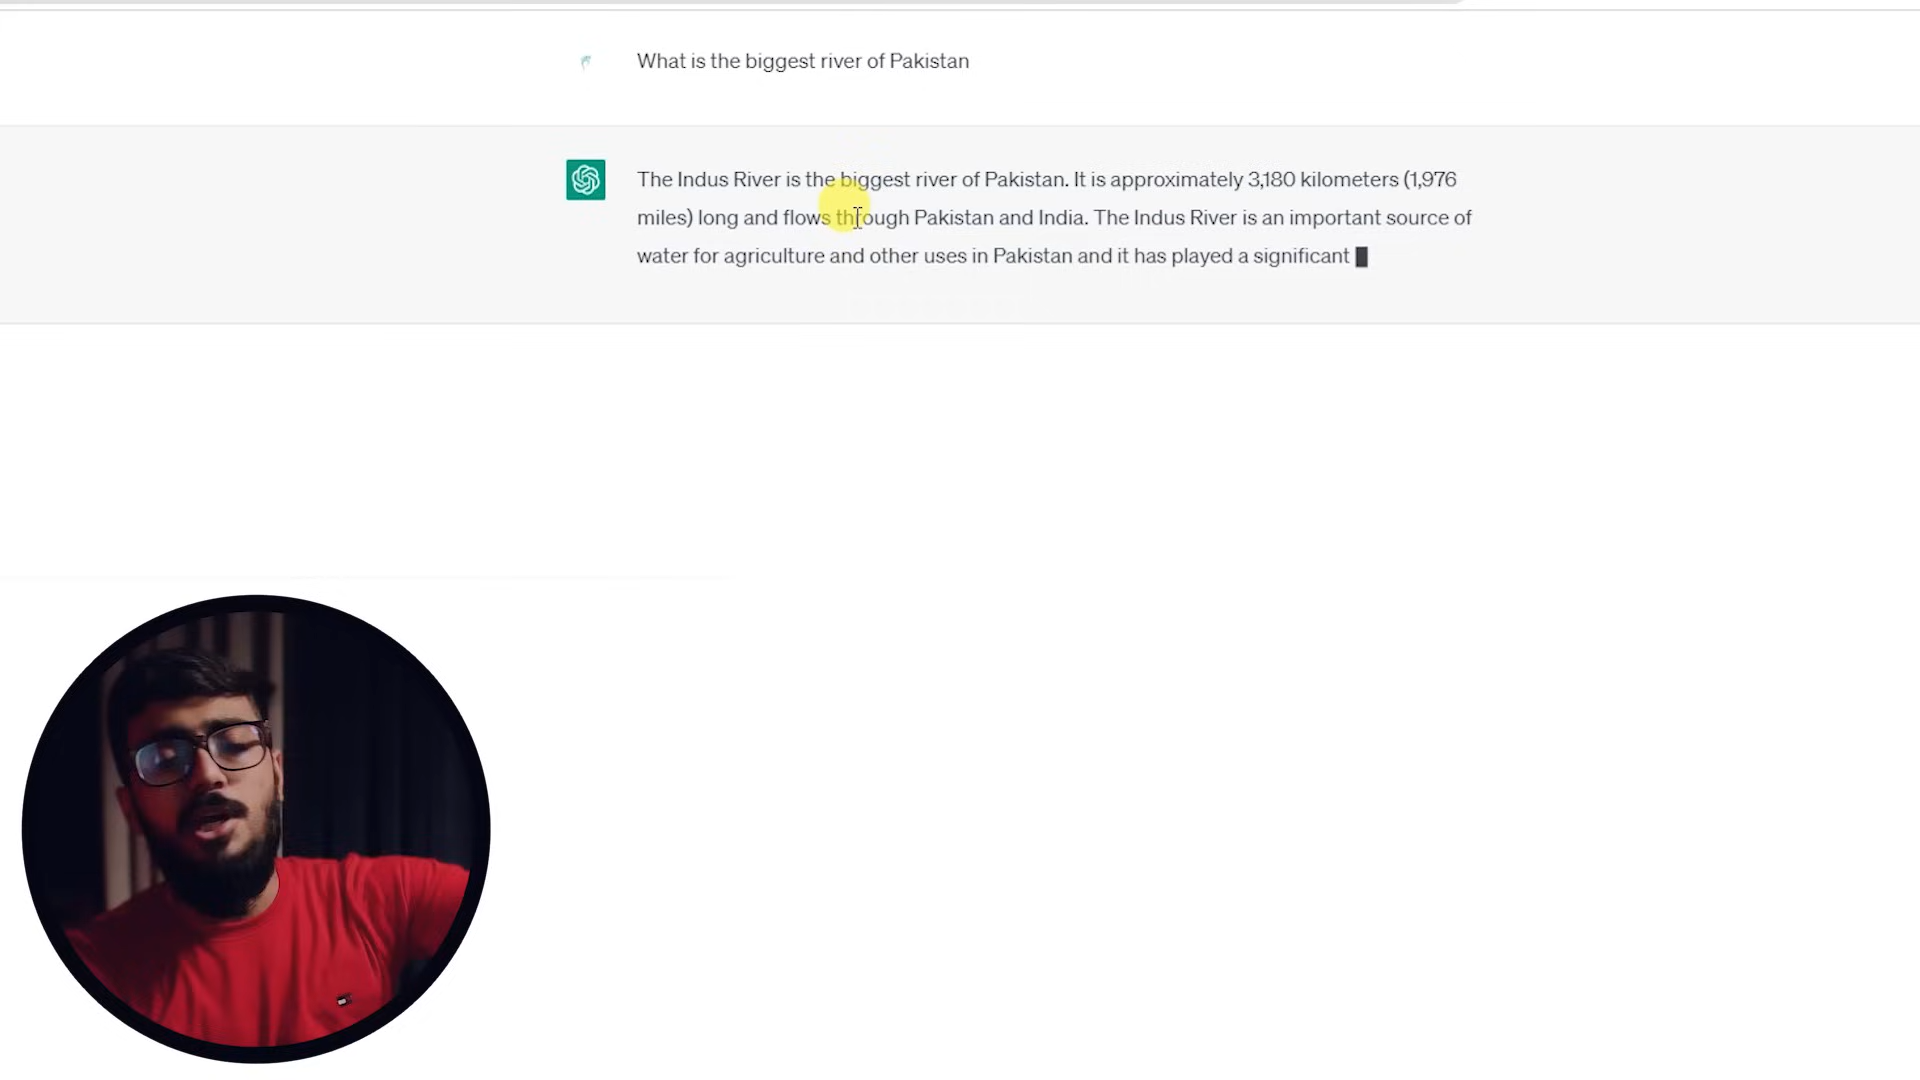 What is the biggest river of Pakistan
The Indus River is the biggest river of Pakistan. It is approximately 3,180 kilometers (1,976
miles) long and flows through Pakistan and India. The Indus River is an important source of
water for agriculture and other uses in Pakistan and it has played a significant